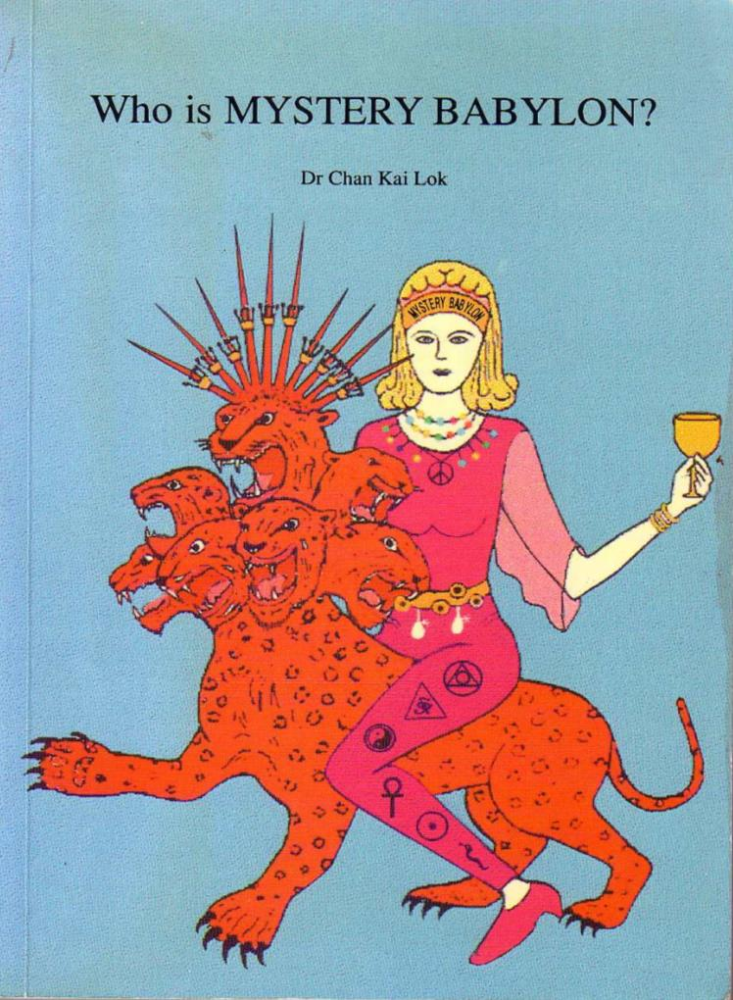 Who is MYSTERY BABYLON?
Dr Chan Kai Lok
MYSTERY BABYLON